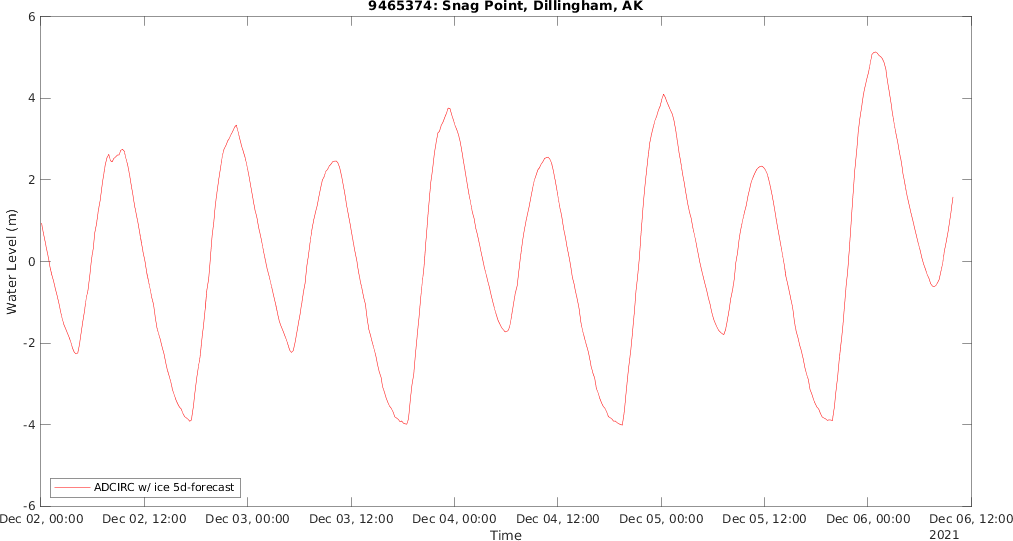 9465374: Snag Point, Dillingham, AK
6
4
2
0
-2
-4
-6
Water Level (m)
ADCIRC w/ ice 5d-forecast
Dec 02, 00:00 Dec 02, 12:00 Dec 03, 00:00 Dec 03, 12:00 Dec 04, 00:00 Dec 04, 12:00 Dec 05, 00:00 Dec 05, 12:00 Dec 06, 00:00 Dec 06, 12:00
Time
2021